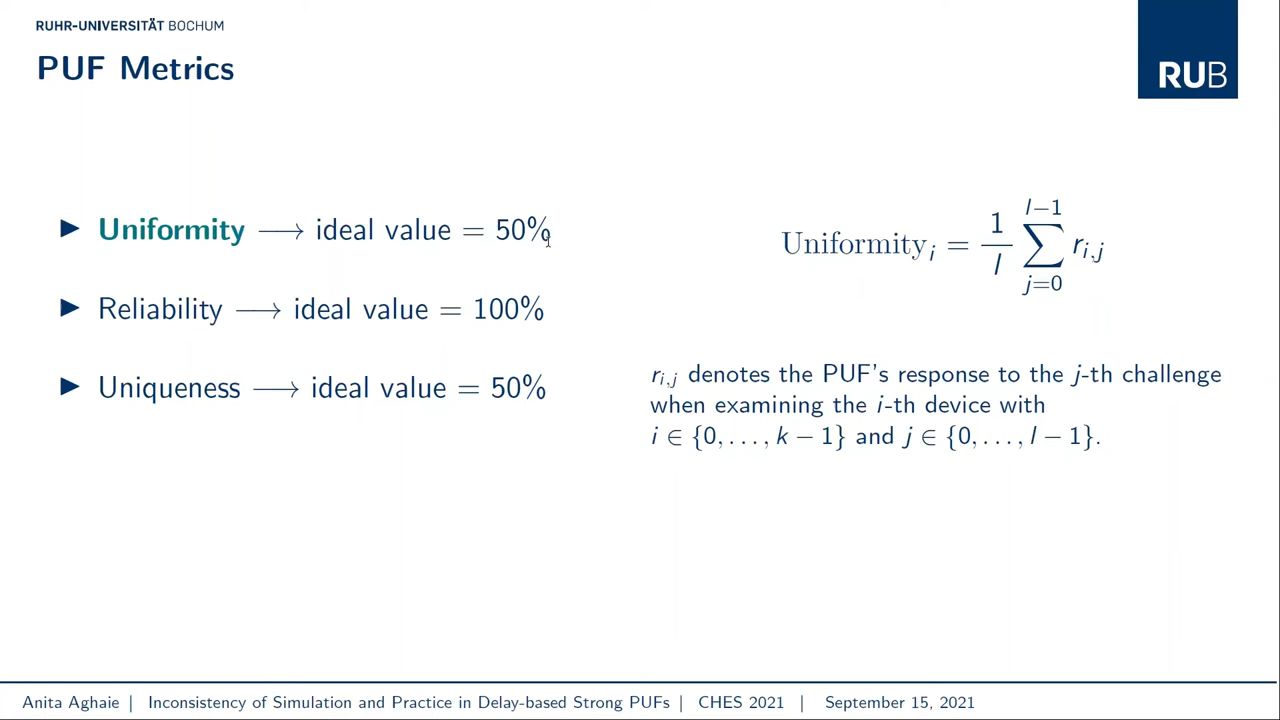 RUHR-UNIVERSITÄT BOCHUM
PUF Metrics
RUB
▶ Uniformity ⟶ ideal value = 50%
▶ Reliability ⟶ ideal value = 100%
▶ Uniqueness ⟶ ideal value = 50%
Uniformity_i = \frac{1}{l} \sum_{j=0}^{l-1} r_{i,j}
r_{i,j} denotes the PUF's response to the j-th challenge
when examining the i-th device with
i ∈ {0, . . . , k − 1} and j ∈ {0, . . . , l − 1}.
Anita Aghaie | Inconsistency of Simulation and Practice in Delay-based Strong PUFs | CHES 2021 | September 15, 2021